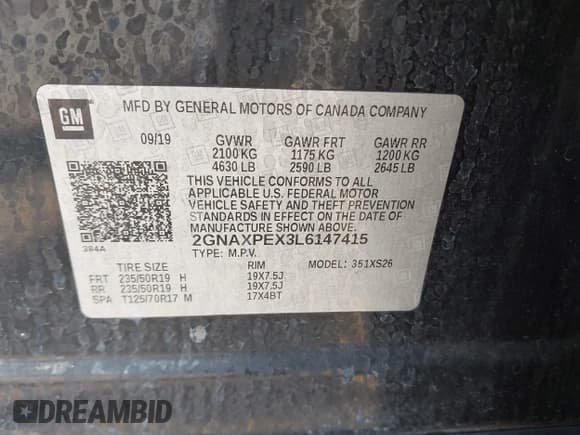 GM
MFD BY GENERAL MOTORS OF CANADA COMPANY
09/19 GVWR GAWR FRT GAWR RR
2100 KG 1175 KG 1200 KG
4630 LB 2590 LB 2645 LB
THIS VEHICLE CONFORMS TO ALL
APPLICABLE U.S. FEDERAL MOTOR
VEHICLE SAFETY AND THEFT
PREVENTION STANDARDS
IN EFFECT ON THE DATE OF
MANUFACTURE SHOWN ABOVE.
394A 2GNAXPEX3L6147415
TYPE: M.P.V. MODEL: 351XS26
TIRE SIZE RIM
FRT 235/50R19 H 19X7.5J
RR 235/50R19 H 19X7.5J
SPA T125/70R17 M 17X4BT
DREAMBID